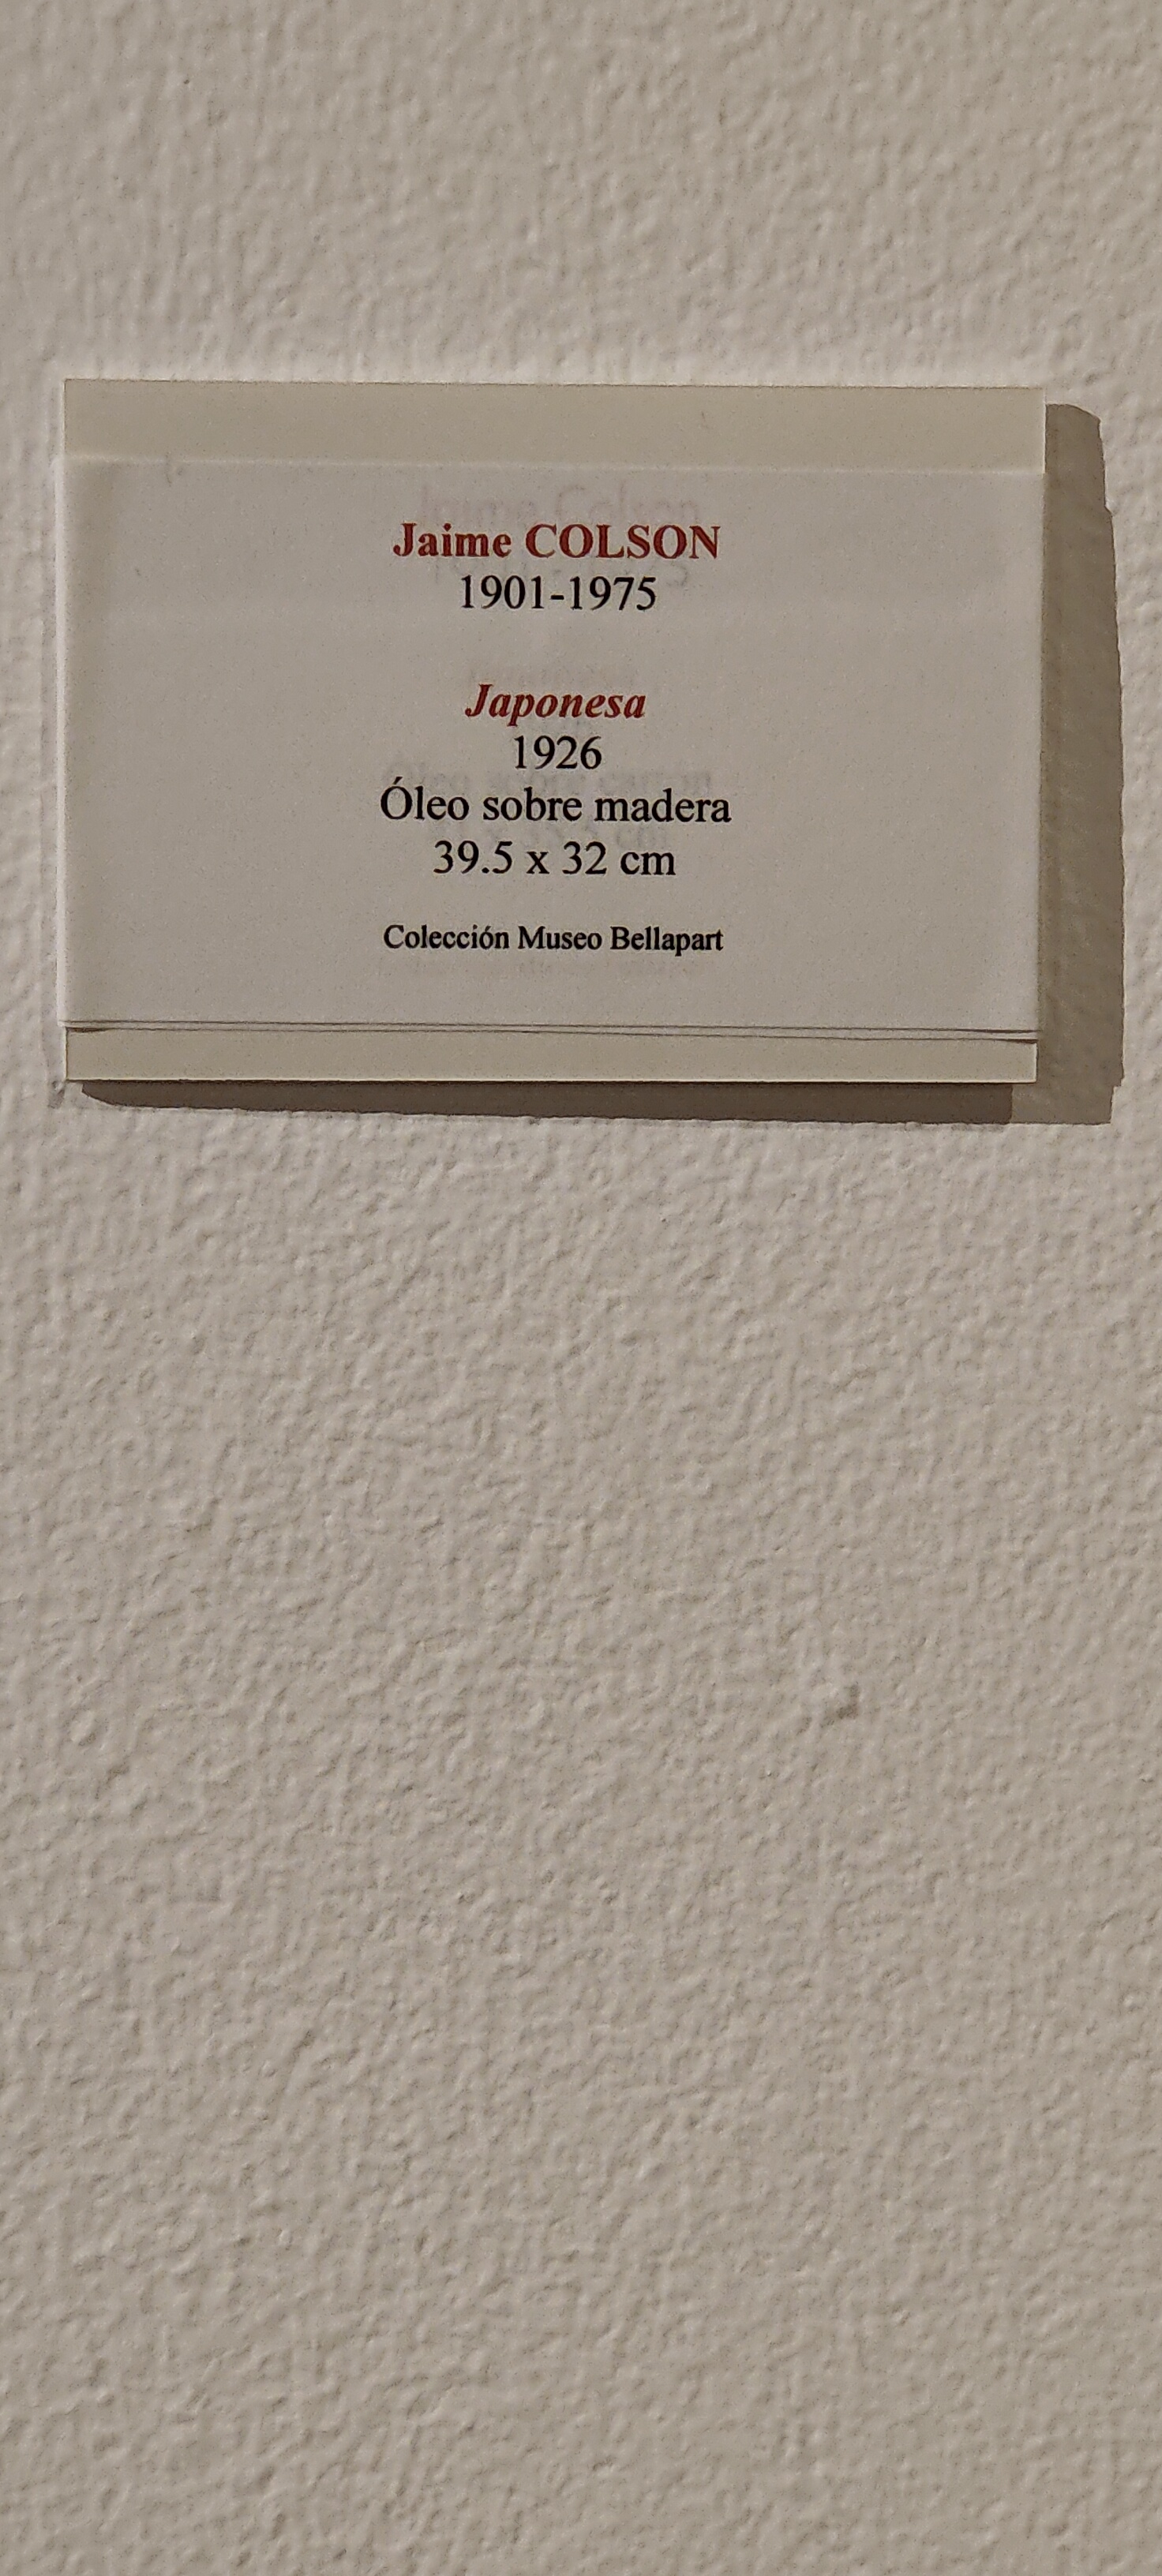 Jaime COLSON
1901-1975
Japonesa
1926
Óleo sobre madera
39.5 x 32 cm
Colección Museo Bellapart